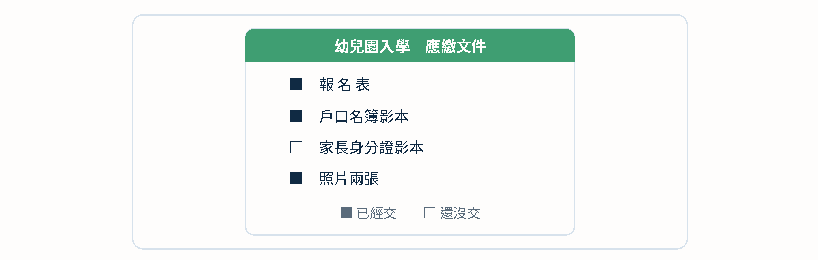 幼兒園入學　應繳文件
■ 報名表
■ 戶口名簿影本
□ 家長身分證影本
■ 照片兩張
■已經交　□還沒交